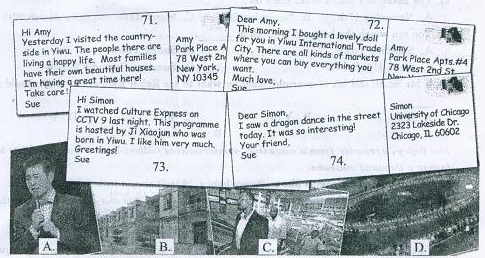 71.
Hi Amy
Yesterday I visited the country-
side in Yiwu. The people there are
living a happy life. Most families
have their own beautiful houses.
I'm having a great time here!
Take care!
Sue
Amy
Park Place A
78 West 2n
New York,
NY 10345
72.
Dear Amy,
This morning I bought a lovely doll
for you in Yiwu International Trade
City. There are all kinds of markets
where you can buy everything you
want.
Much love,
Sue
Amy
Park Place Apts.#4
78 West 2nd St
Hi Simon
I watched Culture Express on
CCTV 9 last night. This programme
is hosted by Ji Xiaojun who was
born in Yiwu. I like him very much.
Greetings!
Sue
73.
Dear Simon,
I saw a dragon dance in the street
today. It was so interesting!
Your friend,
Sue
74.
Simon
University of Chicago
2323 Lakeside Dr.
Chicago, IL 60602
A.
B.
C.
D.